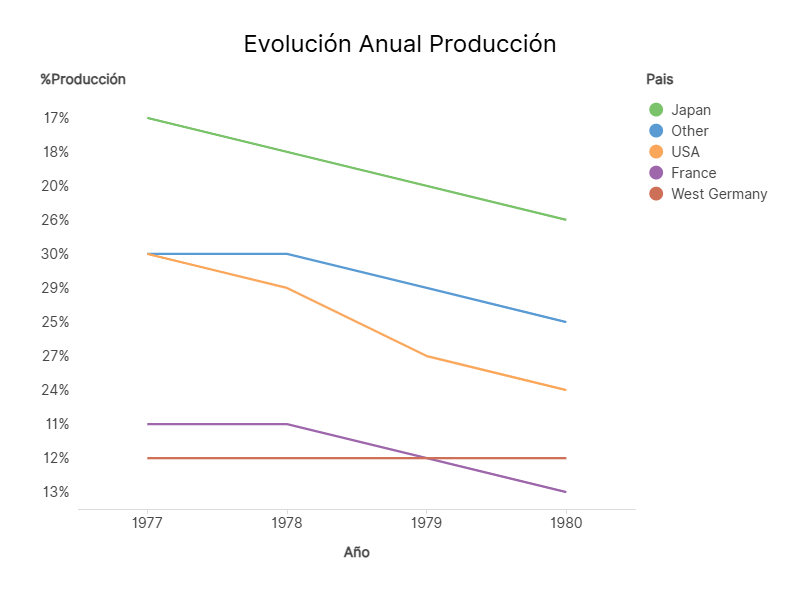 Evolución Anual Producción
%Producción
17%
18%
20%
26%
30%
29%
25%
27%
24%
11%
12%
13%
1977 1978 1979 1980
Año
Pais
Japan
Other
USA
France
West Germany